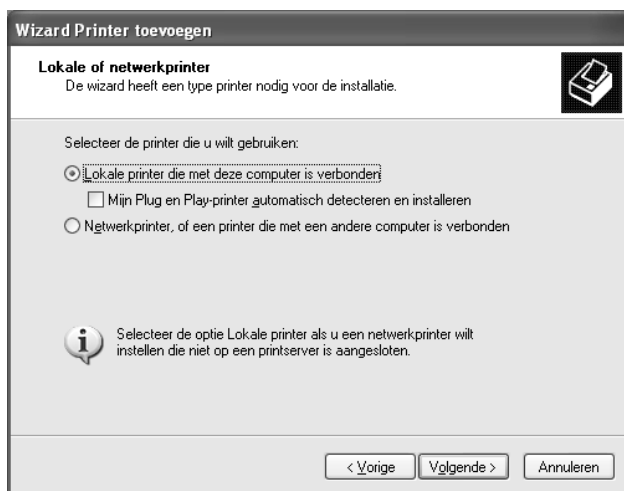 Wizard Printer toevoegen
Lokale of netwerkprinter
De wizard heeft een type printer nodig voor de installatie.
Selecteer de printer die u wilt gebruiken:
Lokale printer die met deze computer is verbonden
Mijn Plug en Play-printer automatisch detecteren en installeren
Netwerkprinter, of een printer die met een andere computer is verbonden
Selecteer de optie Lokale printer als u een netwerkprinter wilt
instellen die niet op een printserver is aangesloten.
< Vorige Volgende > Annuleren